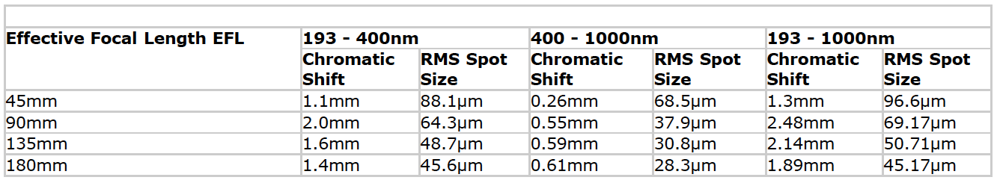 Effective Focal Length EFL 193 - 400nm 400 - 1000nm 193 - 1000nm
Chromatic Shift RMS Spot Size Chromatic Shift RMS Spot Size Chromatic Shift RMS Spot Size
45mm 1.1mm 88.1μm 0.26mm 68.5μm 1.3mm 96.6μm
90mm 2.0mm 64.3μm 0.55mm 37.9μm 2.48mm 69.17μm
135mm 1.6mm 48.7μm 0.59mm 30.8μm 2.14mm 50.71μm
180mm 1.4mm 45.6μm 0.61mm 28.3μm 1.89mm 45.17μm